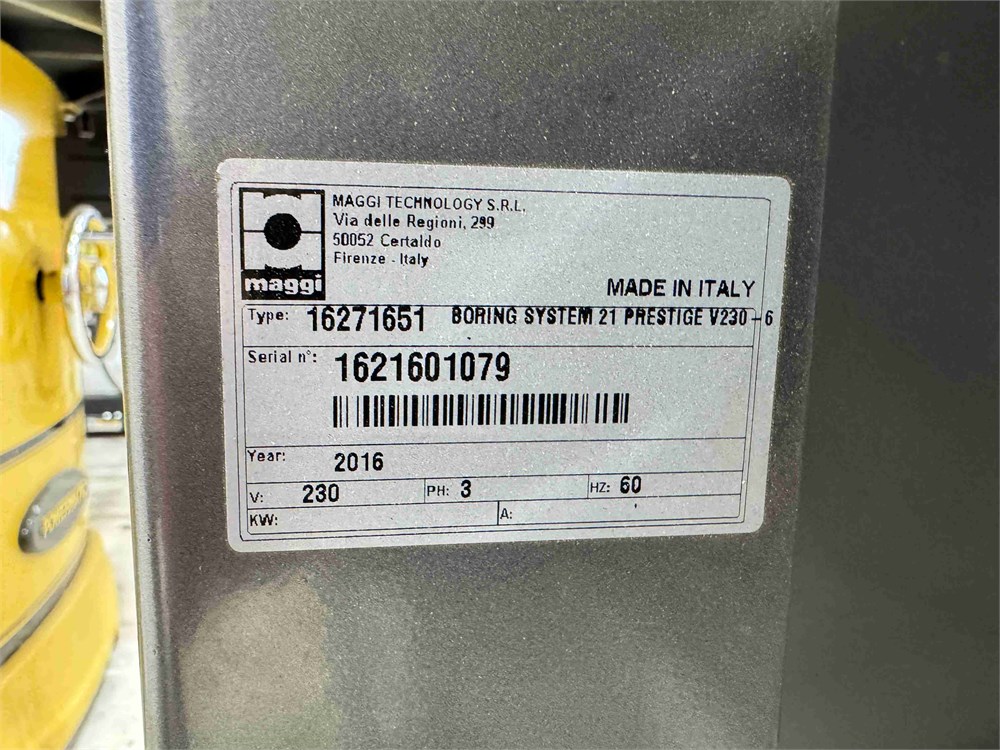 MAGGI TECHNOLOGY S.R.L.
Via delle Regioni, 299
50052 Certaldo
Firenze - Italy
maggi
MADE IN ITALY
Type: 16271651 BORING SYSTEM 21 PRESTIGE V230-6
Serial n°: 1621601079
Year: 2016
V: 230 PH: 3 HZ: 60
KW: A: